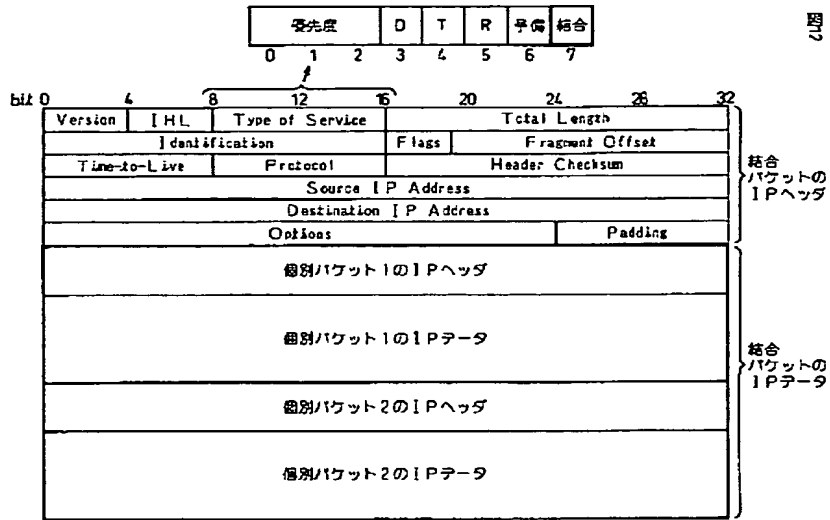 図12
優先度 D T R 予備 結合
0 1 2 3 4 5 6 7
bit 0 4 8 12 16 20 24 26 32
Version IHL Type of Service Total Length
Identification Flags Fragment Offset
Time-to-Live Protocol Header Checksum
Source IP Address
Destination IP Address
Options Padding
結合
パケットの
IPヘッダ
個別パケット1のIPヘッダ
個別パケット1のIPデータ
個別パケット2のIPヘッダ
個別パケット2のIPデータ
結合
パケットの
IPデータ